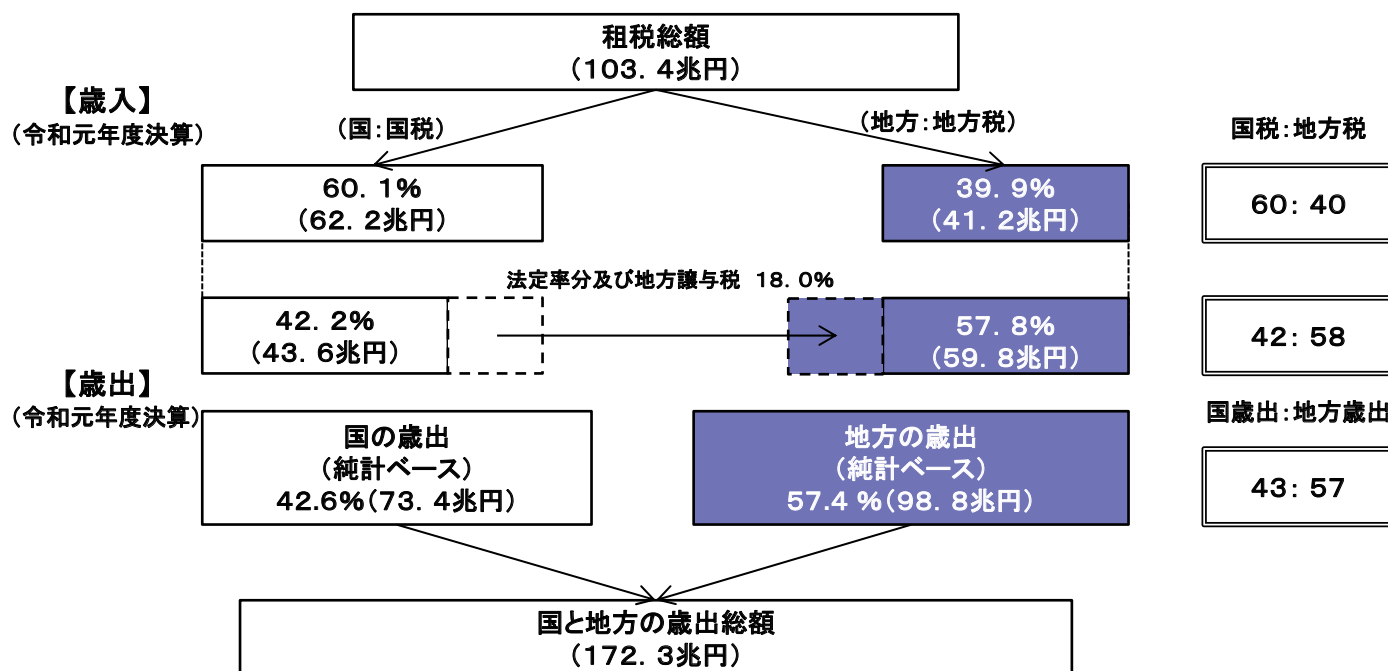 租税総額
(103. 4兆円)
【歳入】
(令和元年度決算)
(国:国税)
(地方:地方税)
国税:地方税
60. 1%
(62. 2兆円)
39. 9%
(41. 2兆円)
60: 40
法定率分及び地方譲与税 18. 0%
42. 2%
(43. 6兆円)
57. 8%
(59. 8兆円)
42: 58
【歳出】
(令和元年度決算)
国歳出:地方歳出
国の歳出
(純計ベース)
42.6%(73. 4兆円)
地方の歳出
(純計ベース)
57.4 %(98. 8兆円)
43: 57
国と地方の歳出総額
(172. 3兆円)